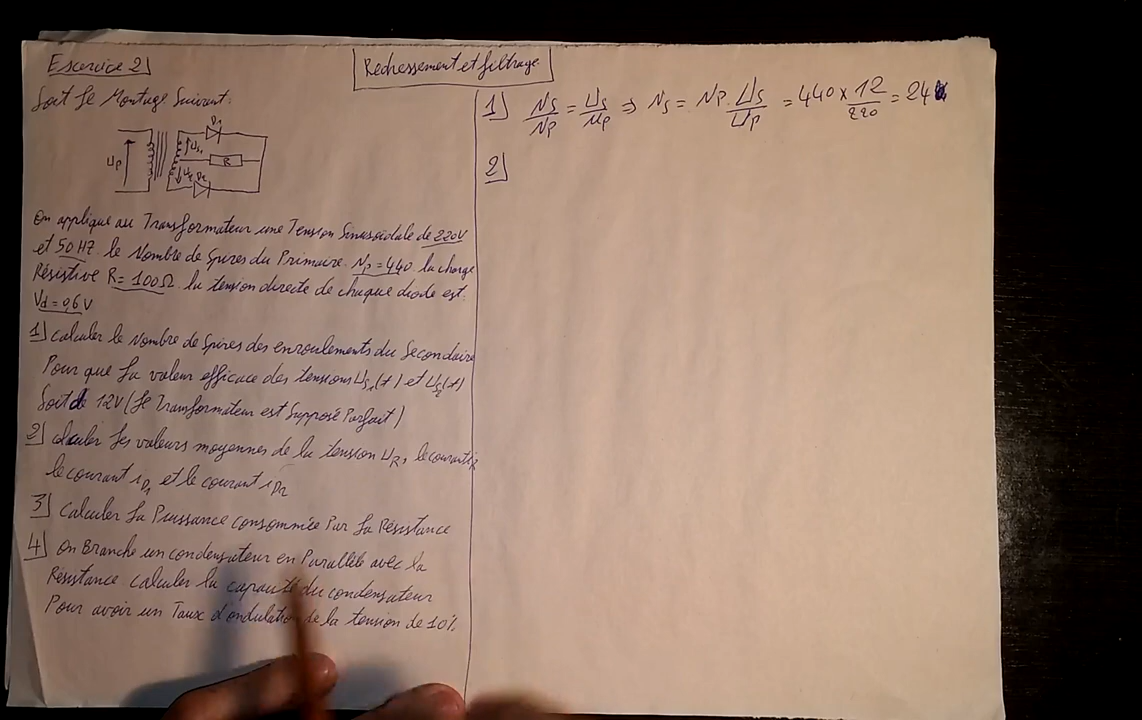 Exercice 2
Redressement et filtrage
Soit le Montage Suivant:
D1
Up
Us1
R
D2
On applique au Transformateur une Tension Sinusoïdale de 220V
et 50 HZ le Nombre de Spires du Primaire Np = 440 la charge
Résistive R = 100Ω la tension directe de chaque diode est
Vd = 0,6 V
1] calculer le Nombre de Spires des enroulements du Secondaire
Pour que la valeur efficace des tensions Us1(t) et Us2(t)
Soit de 12V (le Transformateur est Supposé Parfait)
2] calculer les valeurs moyennes de la tension UR, le courant iR
le courant iD1 et le courant iD2
3] Calculer la Puissance consommée Par la Résistance
4] On Branche un condensateur en Parallèle avec la
Résistance calculer la capacité du condensateur
Pour avoir un Taux d'ondulation de la tension de 10%
1] Ns/Np = Us/Up ⇒ Ns = Np · Us/Up = 440 × 12/220 = 24
2]